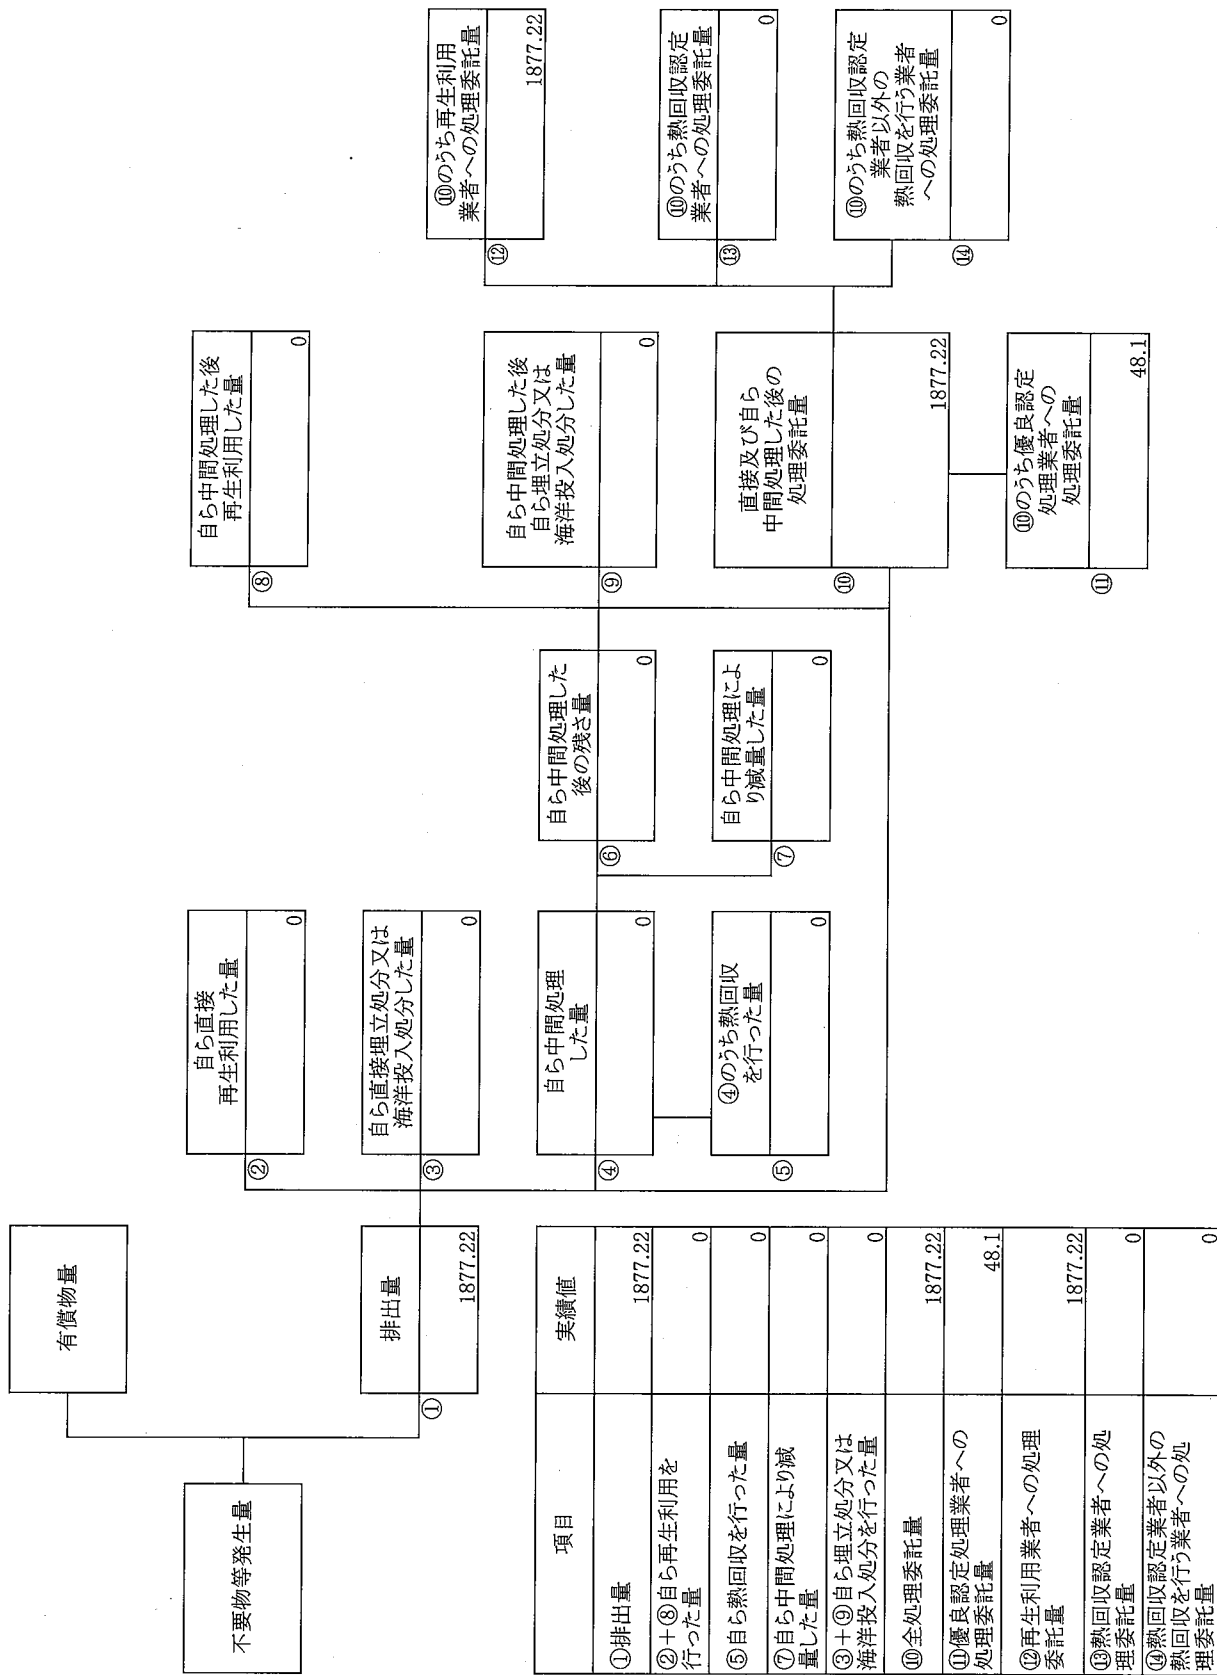 不要物等発生量
有償物量
①
排出量
1877.22
②
自ら直接
再生利用した量
0
③
自ら直接埋立処分又は
海洋投入処分した量
0
④
自ら中間処理
した量
0
⑤
④のうち熱回収
を行った量
0
⑥
自ら中間処理した
後の残さ量
0
⑦
自ら中間処理によ
り減量した量
0
⑧
自ら中間処理した後
再生利用した量
0
⑨
自ら中間処理した後
自ら埋立処分又は
海洋投入処分した量
0
⑩
直接及び自ら
中間処理した後の
処理委託量
1877.22
⑪
⑩のうち優良認定
処理業者への
処理委託量
48.1
⑫
⑩のうち再生利用
業者への処理委託量
1877.22
⑬
⑩のうち熱回収認定
業者への処理委託量
0
⑭
⑩のうち熱回収認定
業者以外の
熱回収を行う業者
への処理委託量
0
項目 実績値
①排出量 1877.22
②+⑧自ら再生利用を
行った量 0
⑤自ら熱回収を行った量 0
⑦自ら中間処理により減
量した量 0
③+⑨自ら埋立処分又は
海洋投入処分を行った量 0
⑩全処理委託量 1877.22
⑪優良認定処理業者への
処理委託量 48.1
⑫再生利用業者への処理
委託量 1877.22
⑬熱回収認定業者への処
理委託量 0
⑭熱回収認定業者以外の
熱回収を行う業者への処
理委託量 0